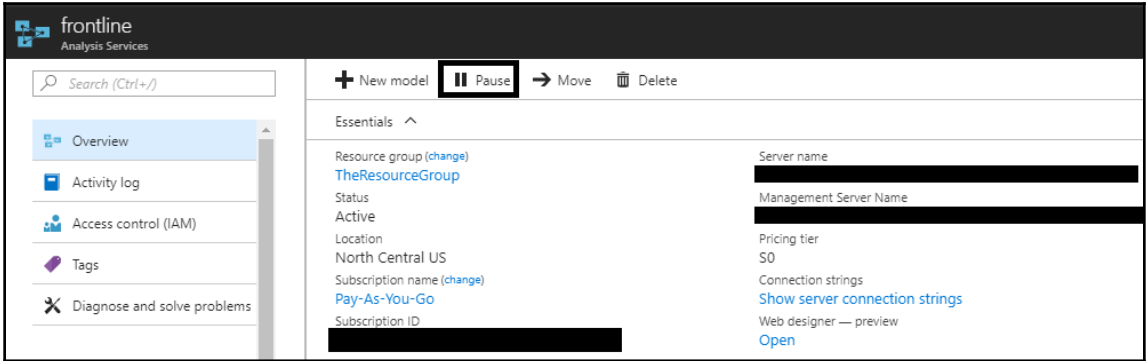 frontline
Analysis Services
Search (Ctrl+/)
Overview
Activity log
Access control (IAM)
Tags
Diagnose and solve problems
New model Pause Move Delete
Essentials
Resource group (change)
TheResourceGroup
Status
Active
Location
North Central US
Subscription name (change)
Pay-As-You-Go
Subscription ID
Server name
Management Server Name
Pricing tier
S0
Connection strings
Show server connection strings
Web designer — preview
Open